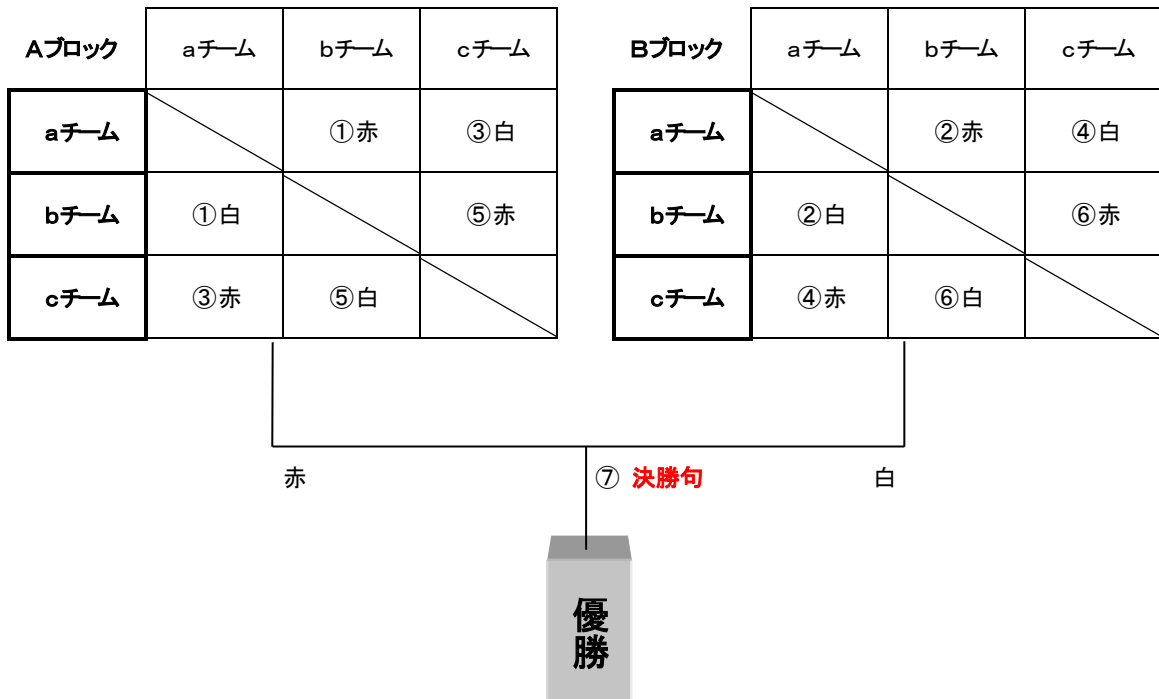 Aブロック aチーム bチーム cチーム
aチーム ①赤 ③白
bチーム ①白 ⑤赤
cチーム ③赤 ⑤白
Bブロック aチーム bチーム cチーム
aチーム ②赤 ④白
bチーム ②白 ⑥赤
cチーム ④赤 ⑥白
赤 ⑦ 決勝句 白
優勝